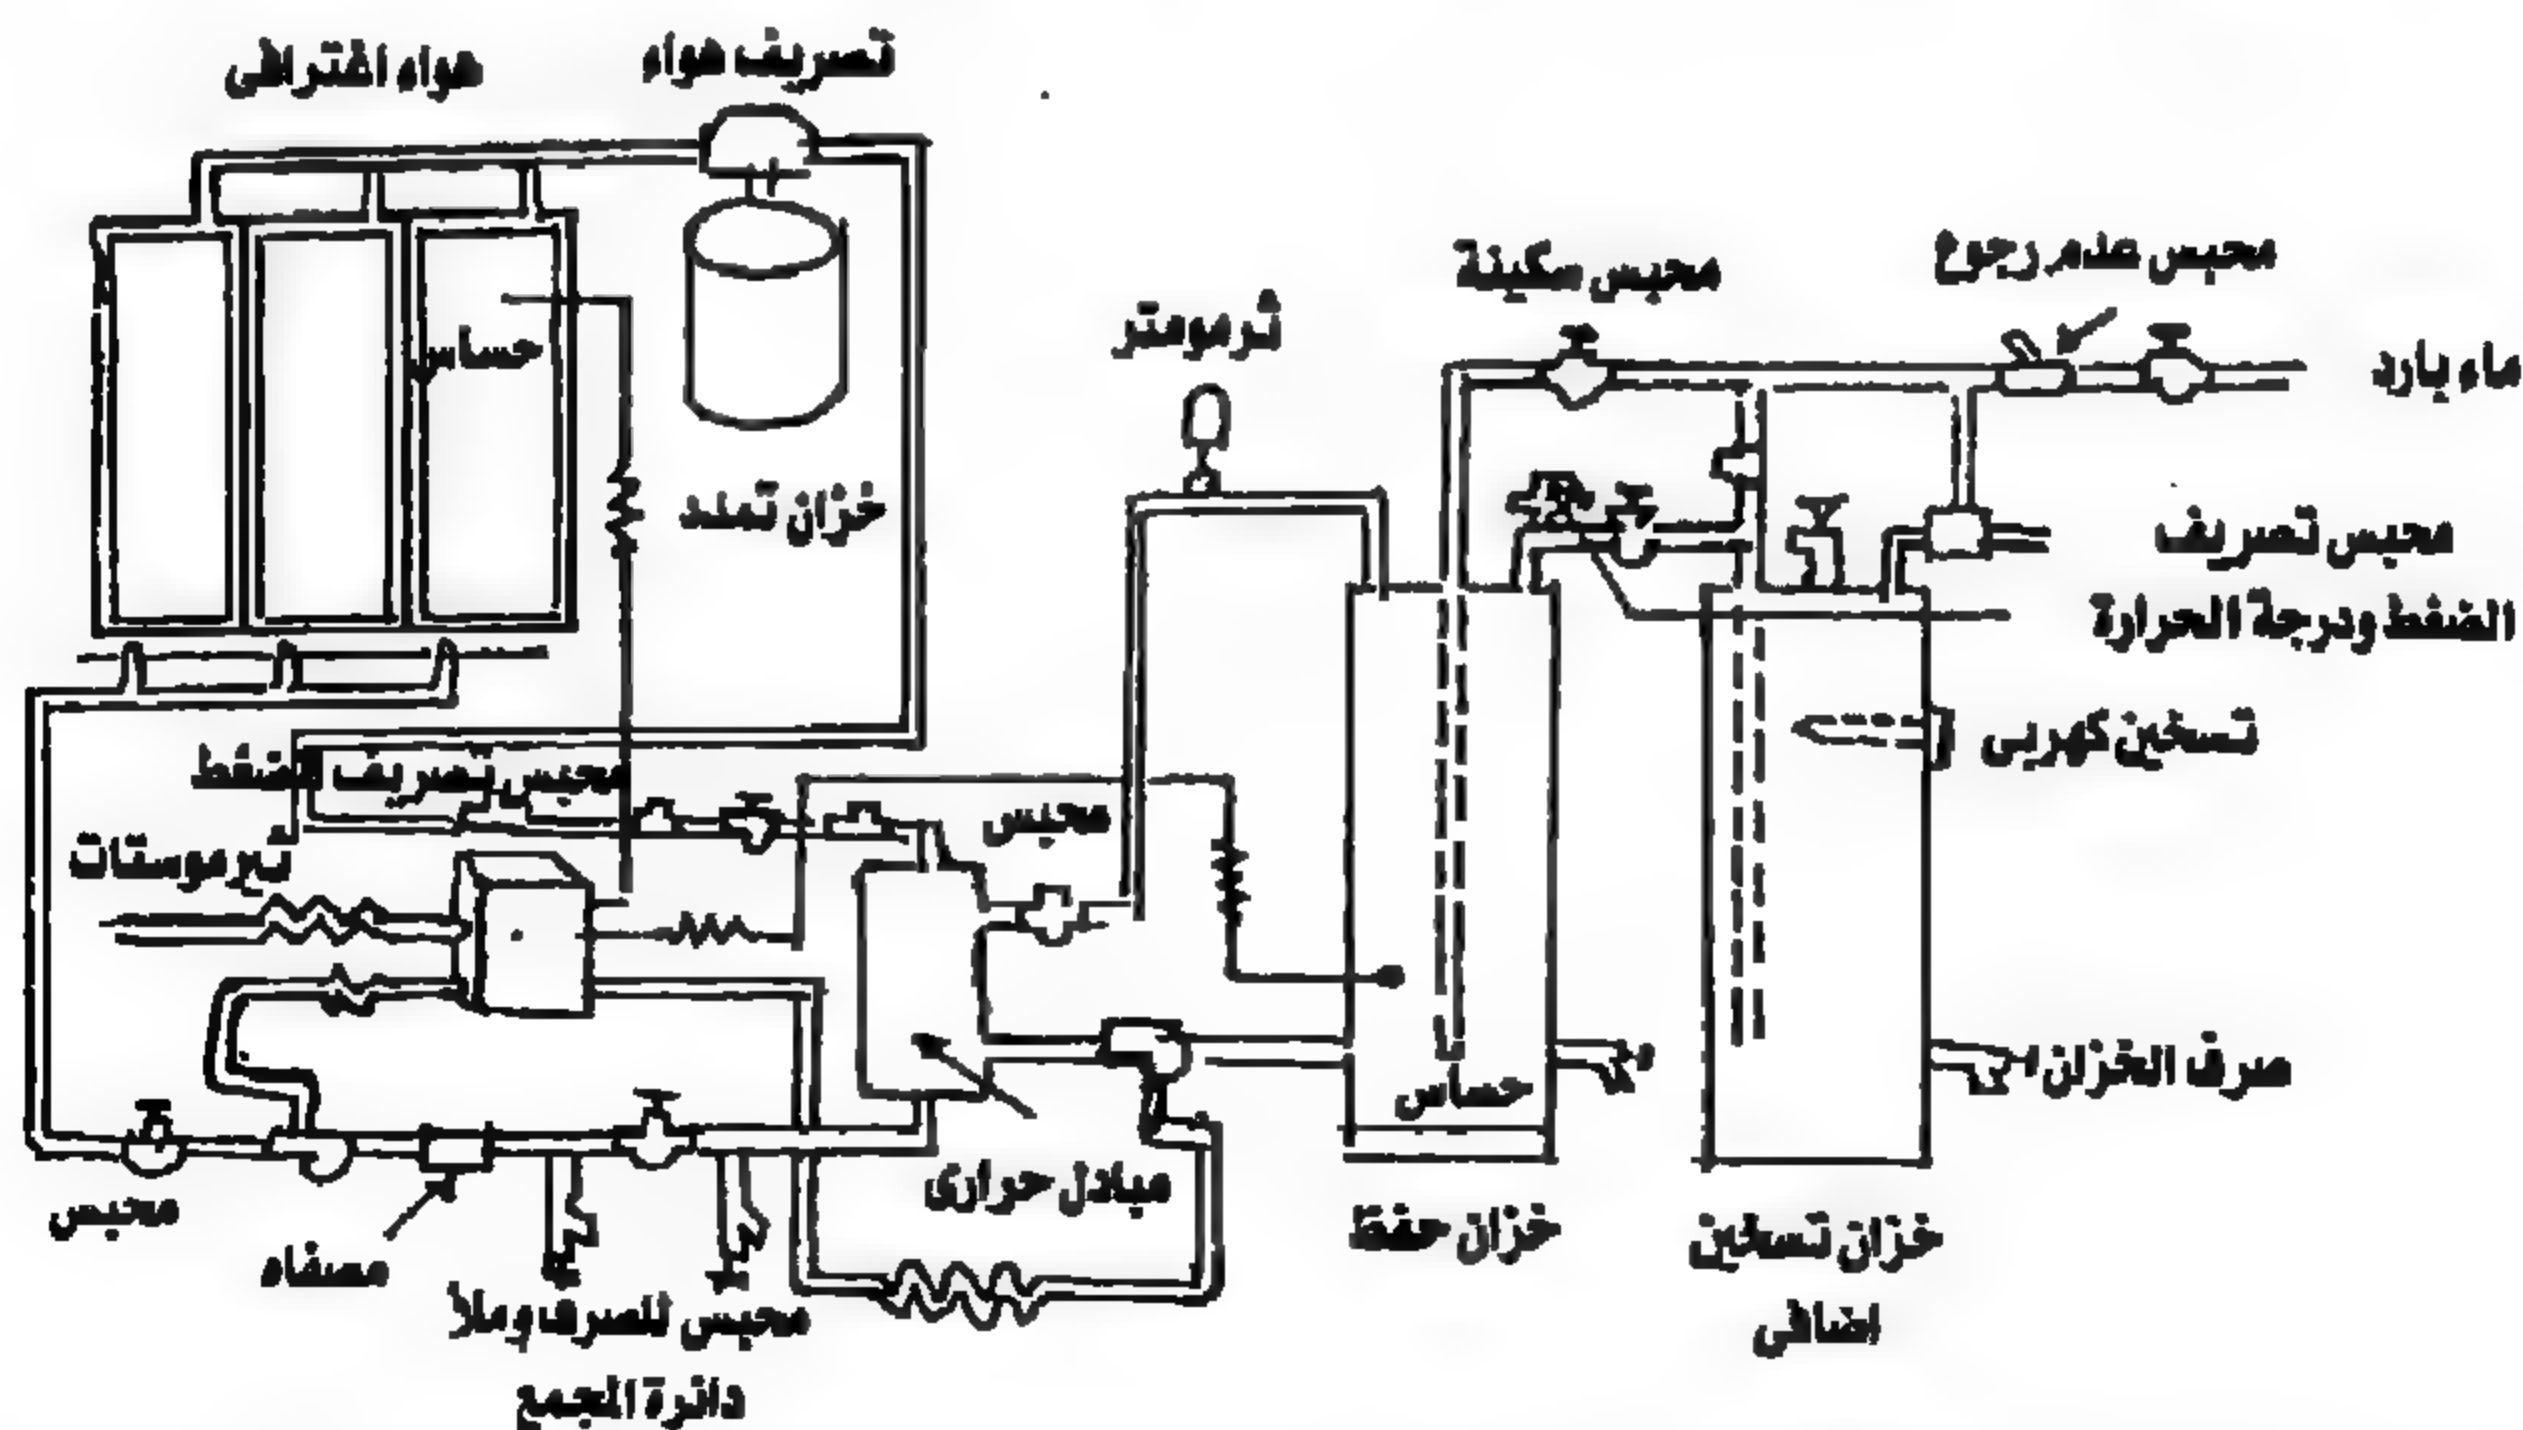 تصريف هواء
هواء
حساس
خزان تمدد
محبس عدم رجوع
محبس سكينة
ماء بارد
ثرمومتر
محبس تصريف
الضغط ودرجة الحرارة
تسخين كهربى
محبس تصريف الضغط
محبس
ثيرموستات
صرف الخزان
حساس
مبادل حرارى
محبس
مصفاه
محبس للصرف وملأ
دائرة المجمع
خزان حفظ
خزان تسخين
اضافى